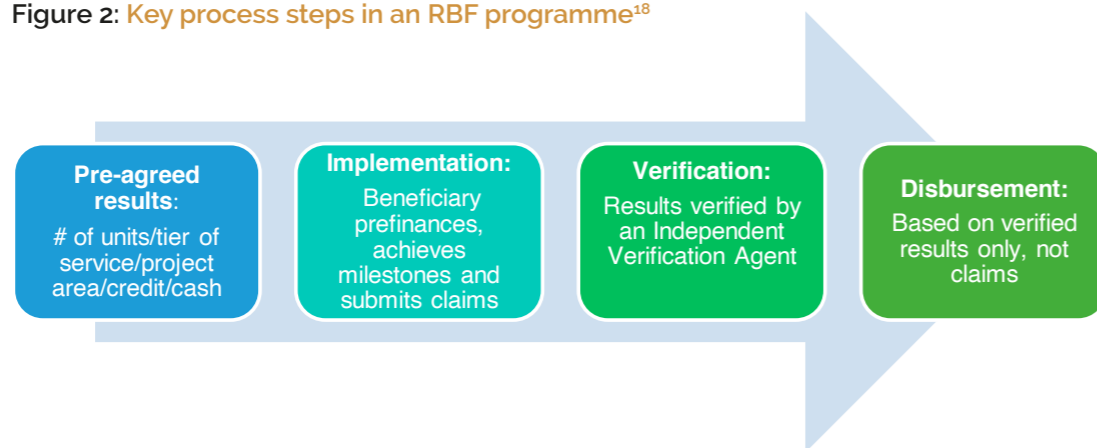 Figure 2: Key process steps in an RBF programme¹⁸
Pre-agreed
results:
# of units/tier of
service/project
area/credit/cash
Implementation:
Beneficiary
prefinances,
achieves
milestones and
submits claims
Verification:
Results verified by
an Independent
Verification Agent
Disbursement:
Based on verified
results only, not
claims